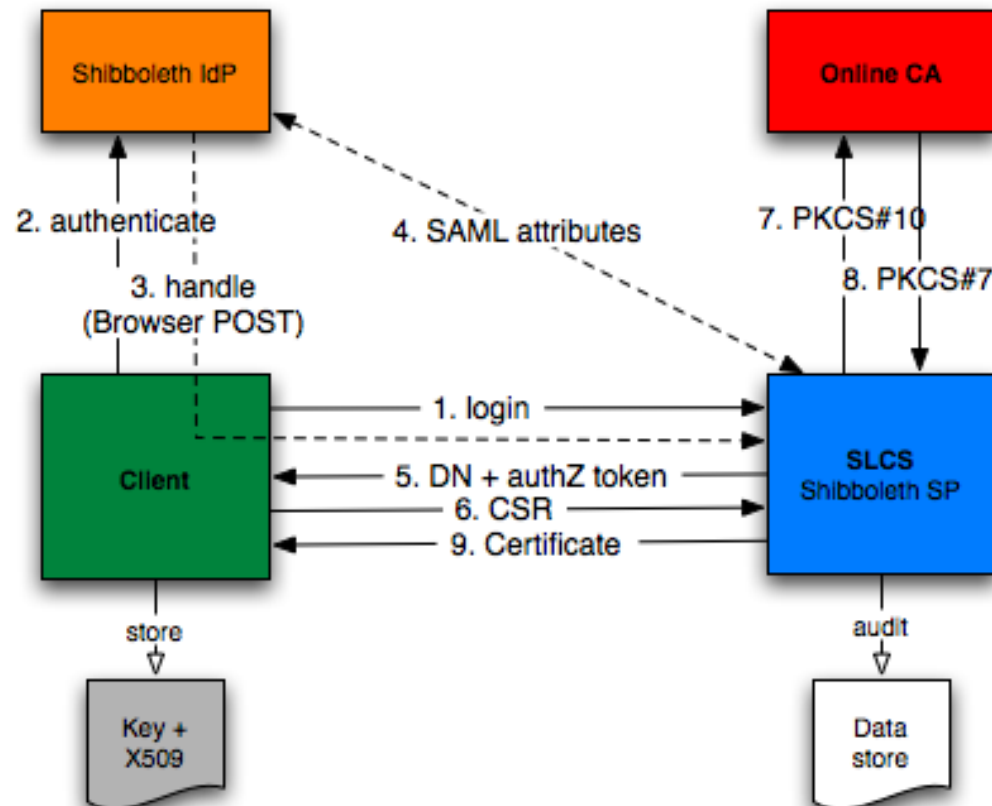 Shibboleth IdP
Online CA
2. authenticate
4. SAML attributes
7. PKCS#10
3. handle
(Browser POST)
8. PKCS#7
1. login
Client
SLCS
Shibboleth SP
5. DN + authZ token
6. CSR
9. Certificate
store
audit
Key +
X509
Data
store